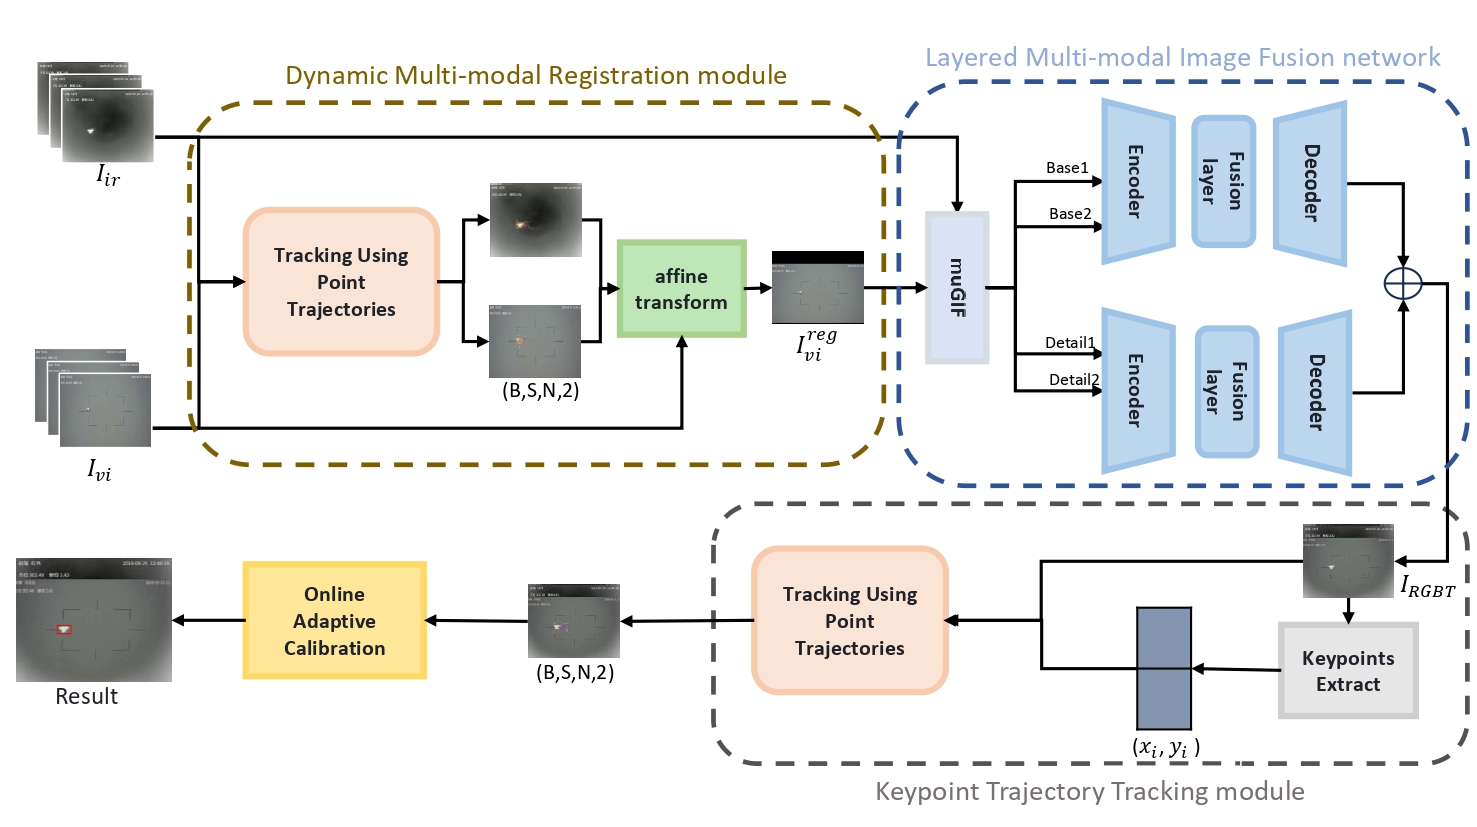 Layered Multi-modal Image Fusion network
Dynamic Multi-modal Registration module
I_{ir}
Tracking Using
Point
Trajectories
(B,S,N,2)
affine
transform
I_{vi}^{reg}
I_{vi}
muGIF
Base1
Base2
Detail1
Detail2
Encoder
Fusion
layer
Decoder
Encoder
Fusion
layer
Decoder
I_{RGBT}
Keypoints
Extract
(x_i, y_i )
Tracking Using
Point
Trajectories
(B,S,N,2)
Online
Adaptive
Calibration
Result
Keypoint Trajectory Tracking module